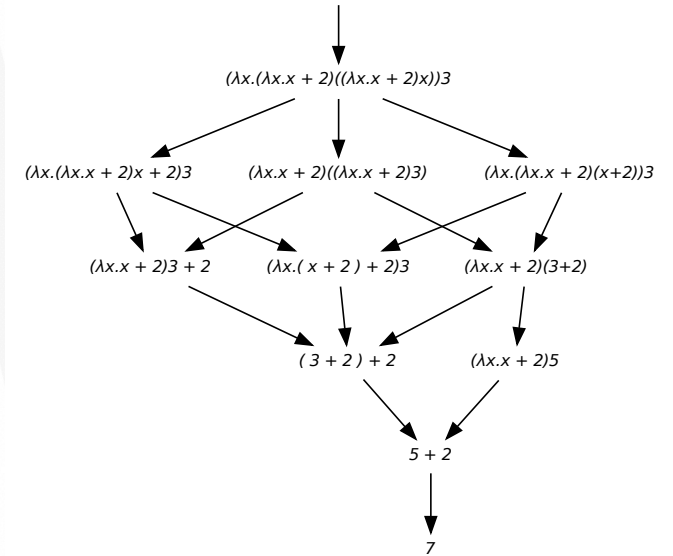 (λx.(λx.x + 2)((λx.x + 2)x))3
(λx.(λx.x + 2)x + 2)3
(λx.x + 2)((λx.x + 2)3)
(λx.(λx.x + 2)(x+2))3
(λx.x + 2)3 + 2
(λx.( x + 2 ) + 2)3
(λx.x + 2)(3+2)
( 3 + 2 ) + 2
(λx.x + 2)5
5 + 2
7